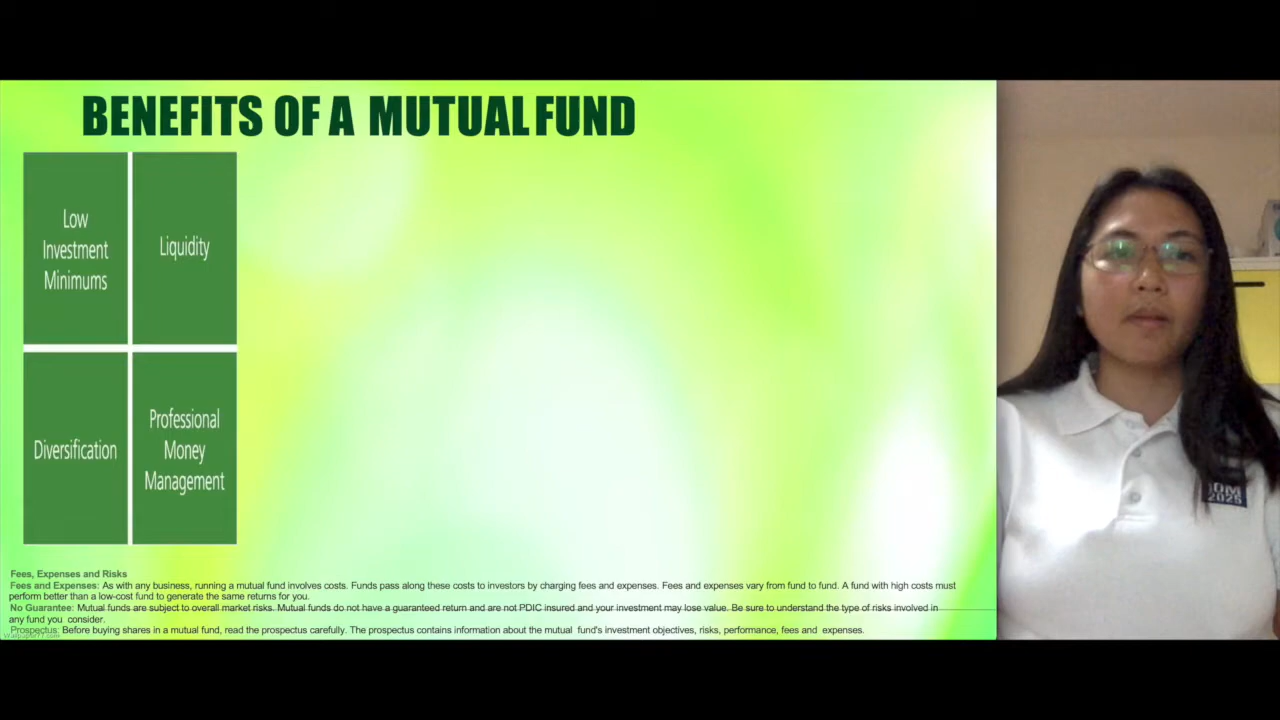 BENEFITS OF A MUTUAL FUND
Low
Investment
Minimums
Liquidity
Diversification
Professional
Money
Management
Fees, Expenses and Risks
Fees and Expenses: As with any business, running a mutual fund involves costs. Funds pass along these costs to investors by charging fees and expenses. Fees and expenses vary from fund to fund. A fund with high costs must
perform better than a low-cost fund to generate the same returns for you.
No Guarantee: Mutual funds are subject to overall market risks. Mutual funds do not have a guaranteed return and are not PDIC insured and your investment may lose value. Be sure to understand the type of risks involved in
any fund you consider.
Prospectus: Before buying shares in a mutual fund, read the prospectus carefully. The prospectus contains information about the mutual fund's investment objectives, risks, performance, fees and expenses.
IOM
2025